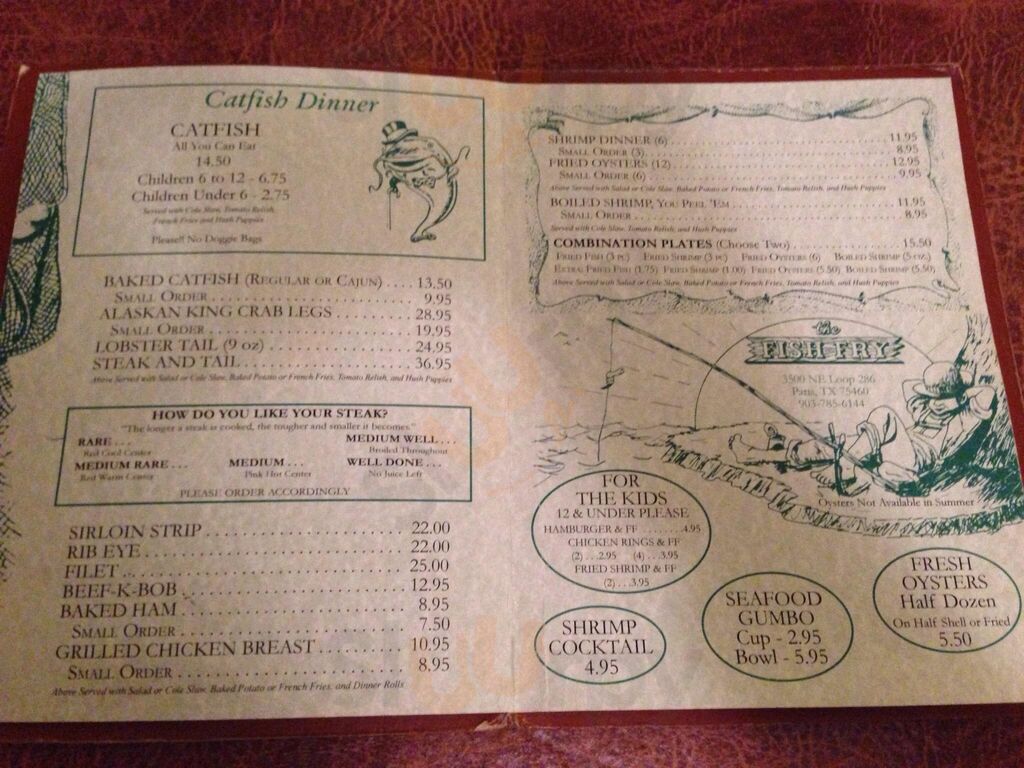 Catfish Dinner
CATFISH
All You Can Eat
14.50
Children 6 to 12 - 6.75
Children Under 6 - 2.75
Served with Cole Slaw, Tomato Relish,
French Fries and Hush Puppies
Please!! No Doggie Bags
BAKED CATFISH (REGULAR OR CAJUN) .... 13.50
SMALL ORDER .................... 9.95
ALASKAN KING CRAB LEGS ......... 28.95
SMALL ORDER .................... 19.95
LOBSTER TAIL (9 OZ) ................ 24.95
STEAK AND TAIL .................... 36.95
Above Served with Salad or Cole Slaw, Baked Potato or French Fries, Tomato Relish, and Hush Puppies
HOW DO YOU LIKE YOUR STEAK?
"The longer a steak is cooked, the tougher and smaller it becomes."
RARE...
Red Cool Center
MEDIUM WELL...
Broiled Throughout
MEDIUM RARE...
Red Warm Center
MEDIUM...
Pink Hot Center
WELL DONE...
No Juice Left
PLEASE ORDER ACCORDINGLY
SIRLOIN STRIP .................... 22.00
RIB EYE .......................... 22.00
FILET ............................ 25.00
BEEF-K-BOB ....................... 12.95
BAKED HAM ........................ 8.95
SMALL ORDER ...................... 7.50
GRILLED CHICKEN BREAST ........... 10.95
SMALL ORDER ...................... 8.95
Above Served with Salad or Cole Slaw, Baked Potato or French Fries, and Dinner Rolls
SHRIMP DINNER (6) .................... 11.95
SMALL ORDER (3) ...................... 8.95
FRIED OYSTERS (12) ................... 12.95
SMALL ORDER (6) ...................... 9.95
Above Served with Salad or Cole Slaw, Baked Potato or French Fries, Tomato Relish, and Hush Puppies
BOILED SHRIMP, YOU PEEL 'EM .......... 11.95
SMALL ORDER .......................... 8.95
Served with Cole Slaw, Tomato Relish, and Hush Puppies
COMBINATION PLATES (Choose Two) ...... 15.50
FRIED FISH (3 PC) FRIED SHRIMP (3 PC) FRIED OYSTERS (6) BOILED SHRIMP (5 OZ.)
EXTRA: FRIED FISH (1.75) FRIED SHRIMP (1.00) FRIED OYSTERS (5.50) BOILED SHRIMP (5.50)
Above Served with Salad or Cole Slaw, Baked Potato or French Fries, Tomato Relish, and Hush Puppies
the
FISH FRY
3500 NE Loop 286
Paris, TX 75460
903-785-6144
Oysters Not Available in Summer
FOR
THE KIDS
12 & UNDER PLEASE
HAMBURGER & FF ........4.95
CHICKEN RINGS & FF
(2) ...2.95 (4) ...3.95
FRIED SHRIMP & FF
(2) ...3.95
SHRIMP
COCKTAIL
4.95
SEAFOOD
GUMBO
Cup - 2.95
Bowl - 5.95
FRESH
OYSTERS
Half Dozen
On Half Shell or Fried
5.50